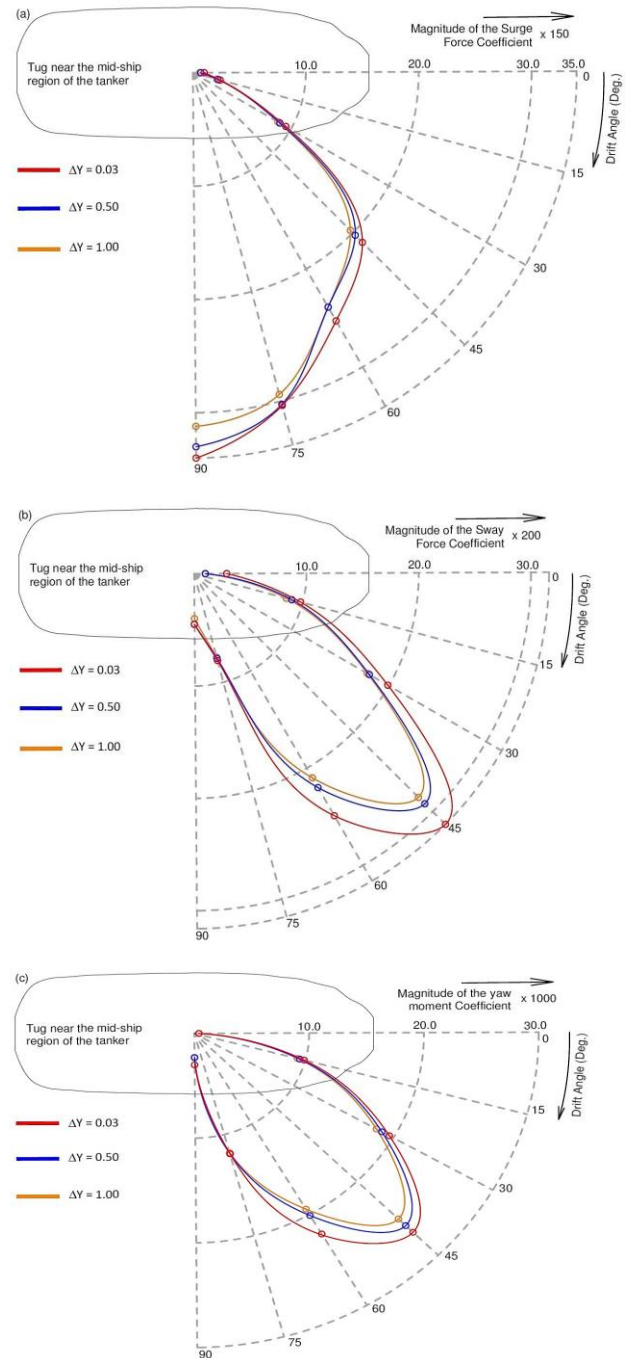 (a)
Magnitude of the Surge
Force Coefficient x 150
Tug near the mid-ship
region of the tanker
10.0
20.0
30.0
35.0
0
Drift Angle (Deg.)
15
30
45
60
75
90
ΔY = 0.03
ΔY = 0.50
ΔY = 1.00
(b)
Magnitude of the Sway
Force Coefficient x 200
Tug near the mid-ship
region of the tanker
10.0
20.0
30.0
32.0
0
Drift Angle (Deg.)
15
30
45
60
75
90
ΔY = 0.03
ΔY = 0.50
ΔY = 1.00
(c)
Magnitude of the yaw
moment Coefficient x 1000
Tug near the mid-ship
region of the tanker
10.0
20.0
30.0
0
Drift Angle (Deg.)
15
30
45
60
75
90
ΔY = 0.03
ΔY = 0.50
ΔY = 1.00